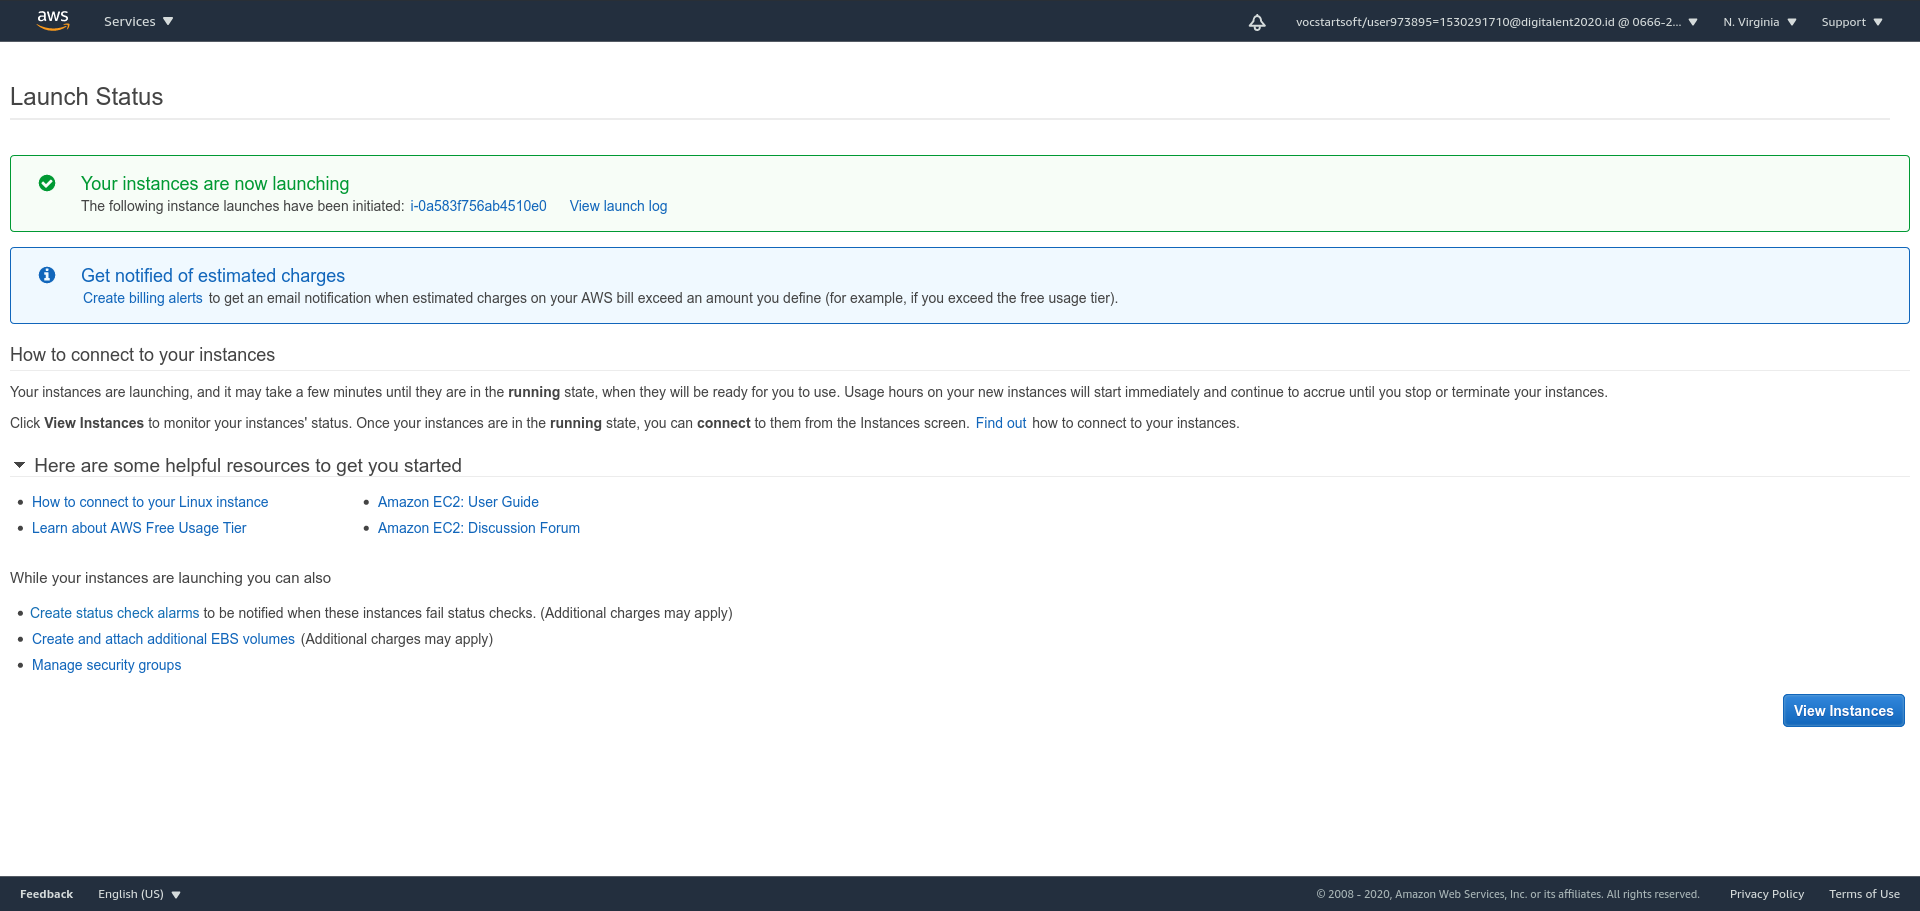 aws Services vocstartsoft/user973895=1530291710@digitalent2020.id @ 0666-2... N. Virginia Support
Launch Status
Your instances are now launching
The following instance launches have been initiated: i-0a583f756ab4510e0 View launch log
Get notified of estimated charges
Create billing alerts to get an email notification when estimated charges on your AWS bill exceed an amount you define (for example, if you exceed the free usage tier).
How to connect to your instances
Your instances are launching, and it may take a few minutes until they are in the running state, when they will be ready for you to use. Usage hours on your new instances will start immediately and continue to accrue until you stop or terminate your instances.
Click View Instances to monitor your instances' status. Once your instances are in the running state, you can connect to them from the Instances screen. Find out how to connect to your instances.
Here are some helpful resources to get you started
• How to connect to your Linux instance • Amazon EC2: User Guide
• Learn about AWS Free Usage Tier • Amazon EC2: Discussion Forum
While your instances are launching you can also
• Create status check alarms to be notified when these instances fail status checks. (Additional charges may apply)
• Create and attach additional EBS volumes (Additional charges may apply)
• Manage security groups
View Instances
Feedback English (US) © 2008 - 2020, Amazon Web Services, Inc. or its affiliates. All rights reserved. Privacy Policy Terms of Use